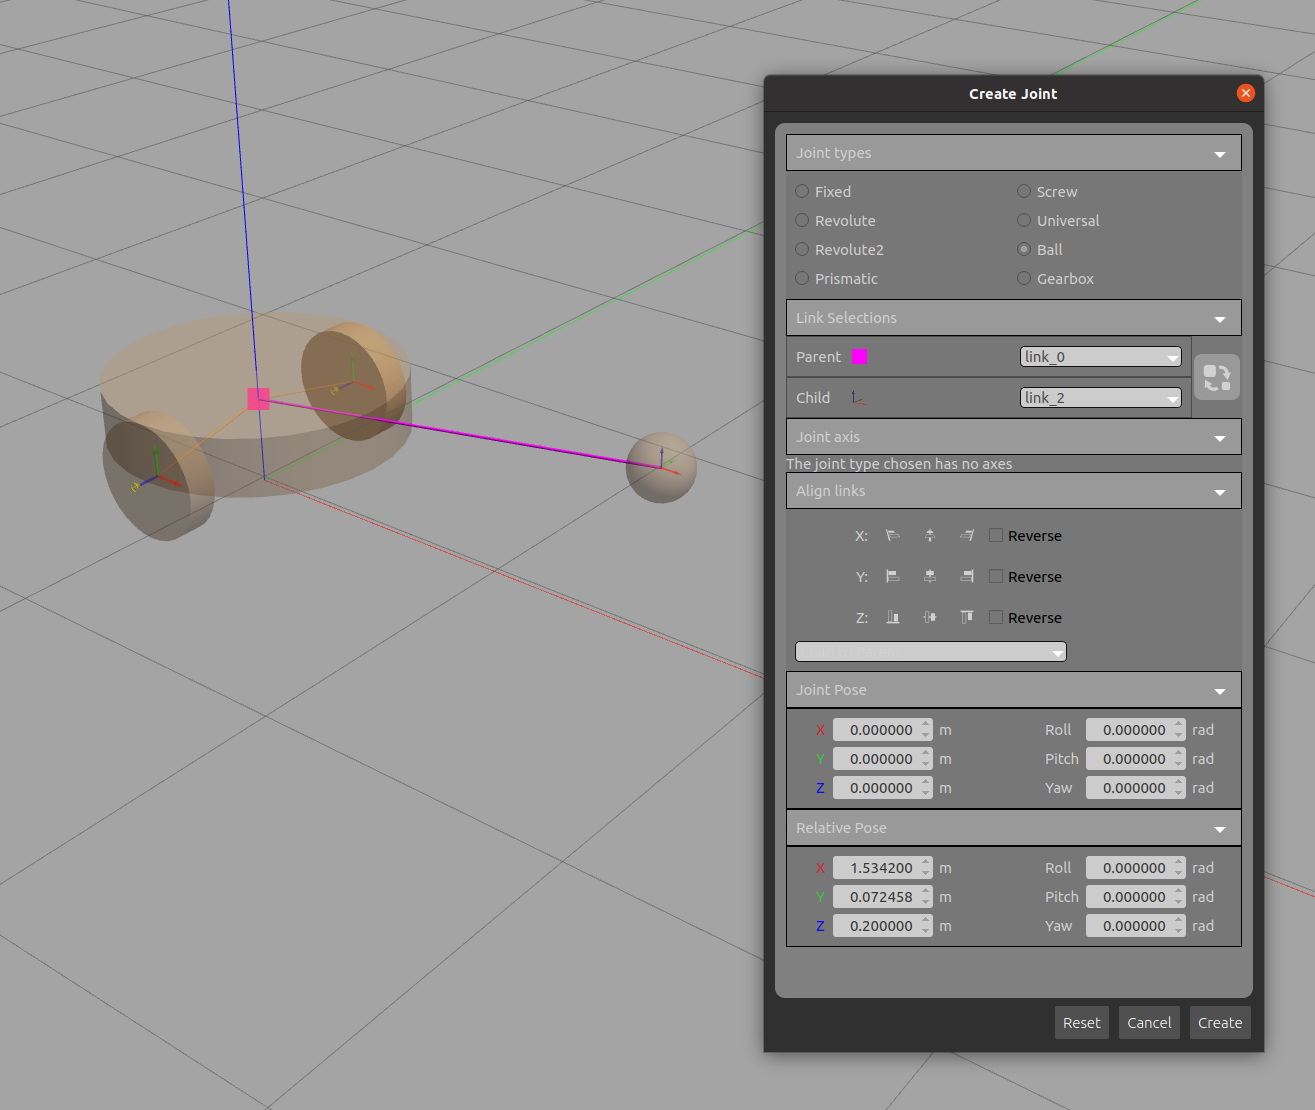 Create Joint
Joint types
Fixed Screw
Revolute Universal
Revolute2 Ball
Prismatic Gearbox
Link Selections
Parent link_0
Child link_2
Joint axis
The joint type chosen has no axes
Align links
X: Reverse
Y: Reverse
Z: Reverse
Joint Pose
X 0.000000 m Roll 0.000000 rad
Y 0.000000 m Pitch 0.000000 rad
Z 0.000000 m Yaw 0.000000 rad
Relative Pose
X 1.534200 m Roll 0.000000 rad
Y 0.072458 m Pitch 0.000000 rad
Z 0.200000 m Yaw 0.000000 rad
Reset Cancel Create